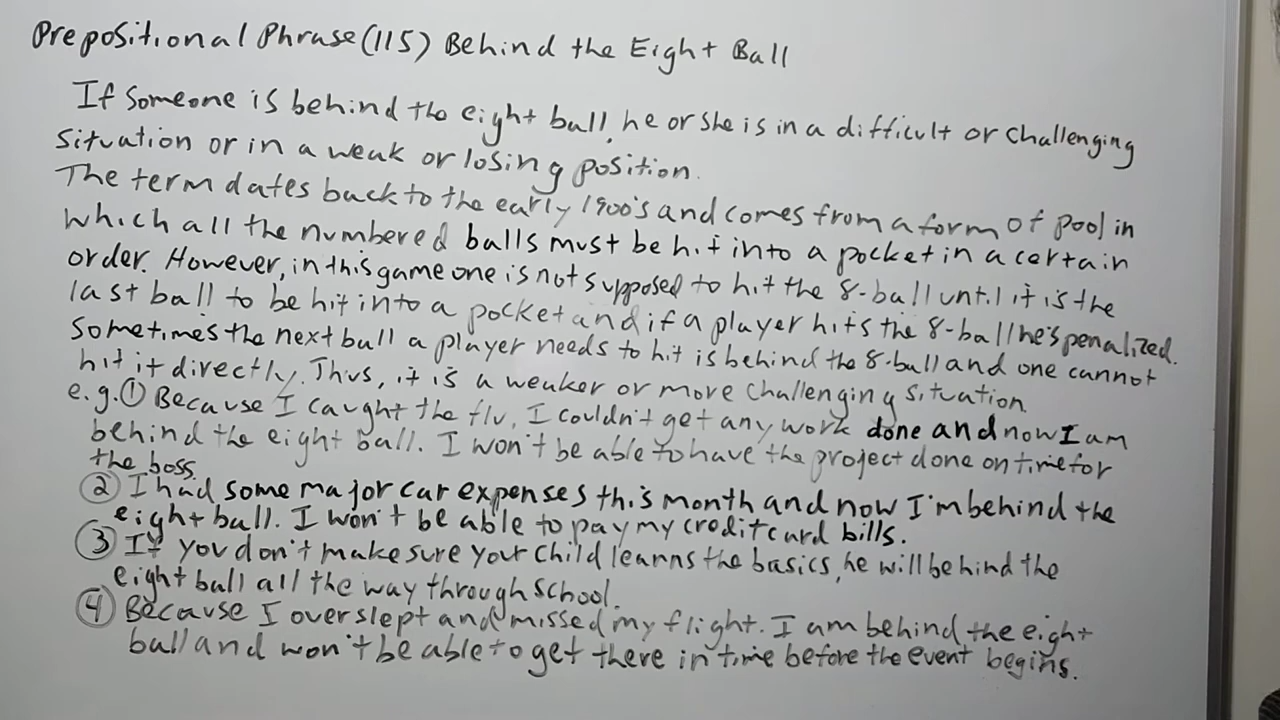 Prepositional Phrase (115) Behind the Eight Ball
If someone is behind the eight ball, he or she is in a difficult or challenging
situation or in a weak or losing position.
The term dates back to the early 1900's and comes from a form of pool in
which all the numbered balls must be hit into a pocket in a certain
order. However, in this game one is not supposed to hit the 8-ball until it is the
last ball to be hit into a pocket and if a player hits the 8-ball he's penalized.
Sometimes the next ball a player needs to hit is behind the 8-ball and one cannot
hit it directly. Thus, it is a weaker or more challenging situation.
e.g. ① Because I caught the flu, I couldn't get any work done and now I am
behind the eight ball. I won't be able to have the project done on time for
the boss.
② I had some major car expenses this month and now I'm behind the
eight ball. I won't be able to pay my credit card bills.
③ If you don't make sure your child learns the basics, he will behind the
eight ball all the way through school.
④ Because I overslept and missed my flight. I am behind the eight
ball and won't be able to get there in time before the event begins.